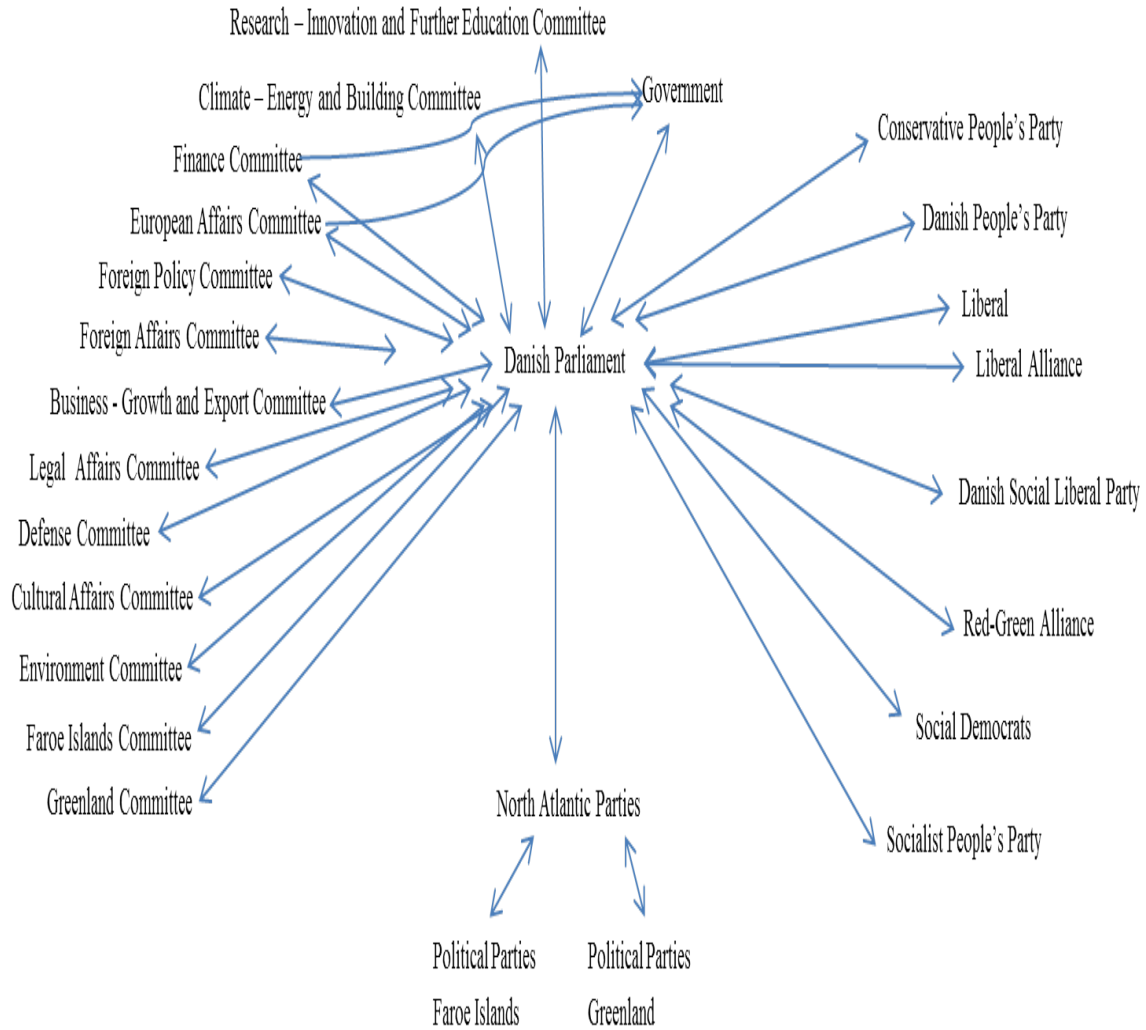 Research – Innovation and Further Education Committee
Climate – Energy and Building Committee
Government
Finance Committee
European Affairs Committee
Foreign Policy Committee
Foreign Affairs Committee
Business - Growth and Export Committee
Legal Affairs Committee
Defense Committee
Cultural Affairs Committee
Environment Committee
Faroe Islands Committee
Greenland Committee
Danish Parliament
Conservative People’s Party
Danish People’s Party
Liberal
Liberal Alliance
Danish Social Liberal Party
Red-Green Alliance
Social Democrats
Socialist People’s Party
North Atlantic Parties
Political Parties
Faroe Islands
Political Parties
Greenland